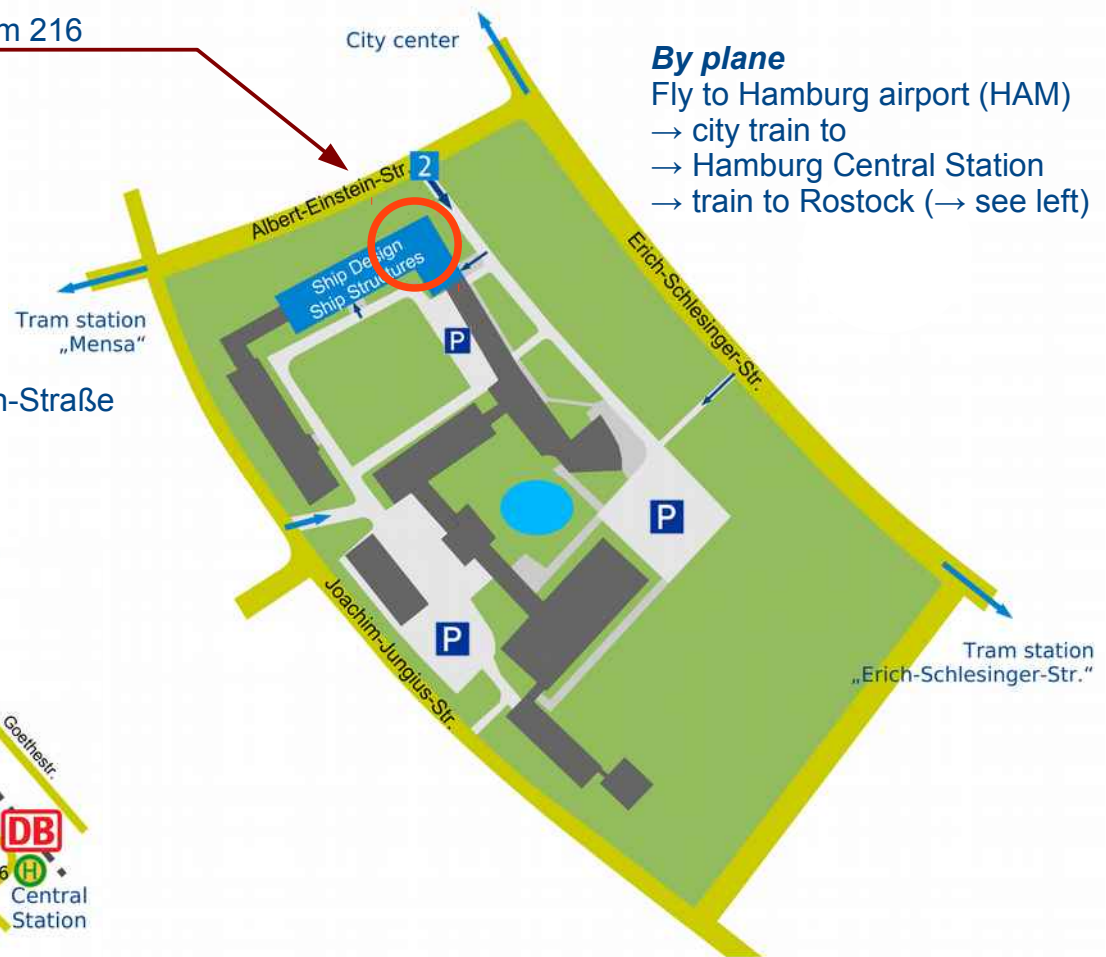 m 216
City center
By plane
Fly to Hamburg airport (HAM)
→ city train to
→ Hamburg Central Station
→ train to Rostock (→ see left)
2
Albert-Einstein-Str.
Ship Design
Ship Structures
Erich-Schlesinger-Str.
Tram station
„Mensa“
P
n-Straße
P
P
Joachim-Jungius-Str.
Tram station
„Erich-Schlesinger-Str.“
Goethestr.
DB
6 H
Central
Station